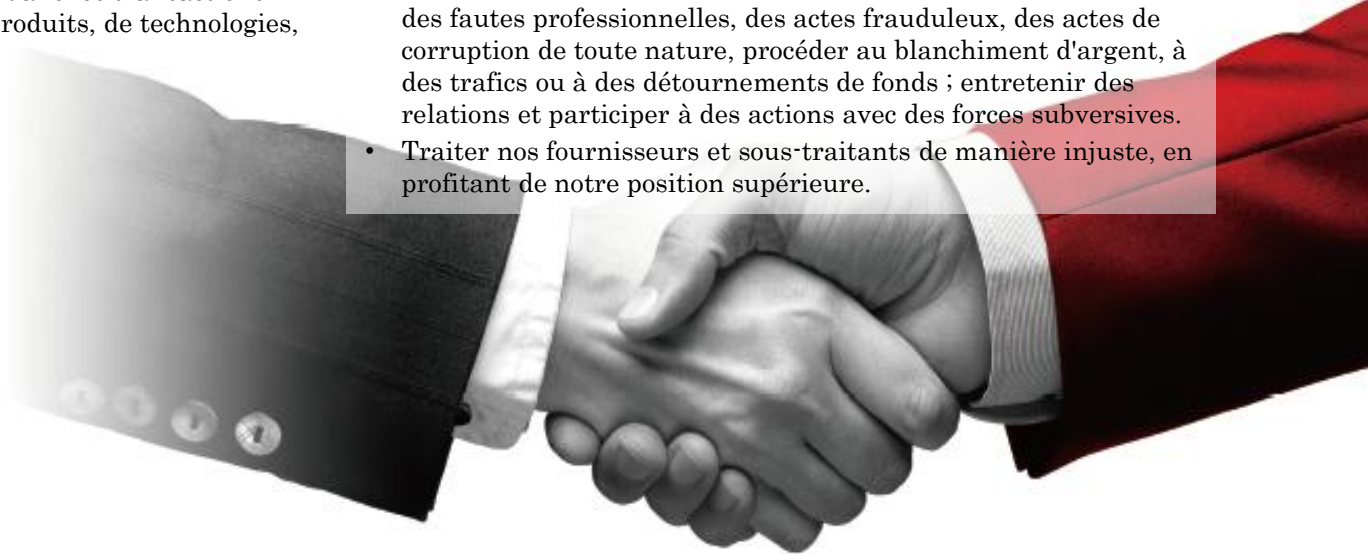 roduits, de technologies,
des fautes professionnelles, des actes frauduleux, des actes de
corruption de toute nature, procéder au blanchiment d'argent, à
des trafics ou à des détournements de fonds ; entretenir des
relations et participer à des actions avec des forces subversives.
• Traiter nos fournisseurs et sous-traitants de manière injuste, en
profitant de notre position supérieure.